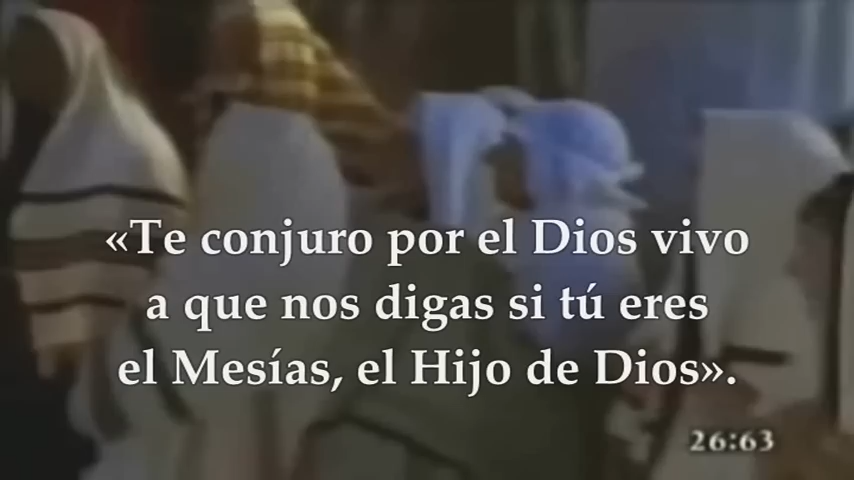 «Te conjuro por el Dios vivo
a que nos digas si tú eres
el Mesías, el Hijo de Dios».
26:63